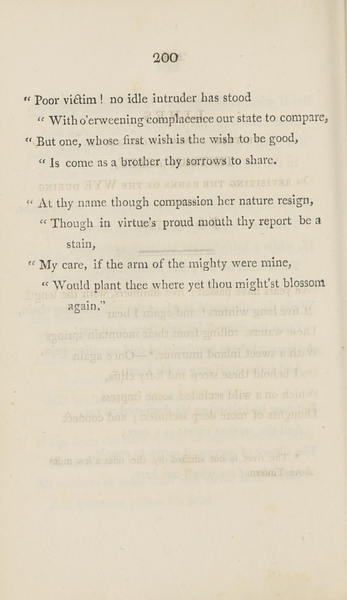 200
“ Poor victim! no idle intruder has stood
“ With o'erweening complacence our state to compare,
“ But one, whose first wish is the wish to be good,
“ Is come as a brother thy sorrows to share.
“ At thy name though compassion her nature resign,
“ Though in virtue's proud mouth thy report be a
stain,
“ My care, if the arm of the mighty were mine,
“ Would plant thee where yet thou might'st blossom
again.”